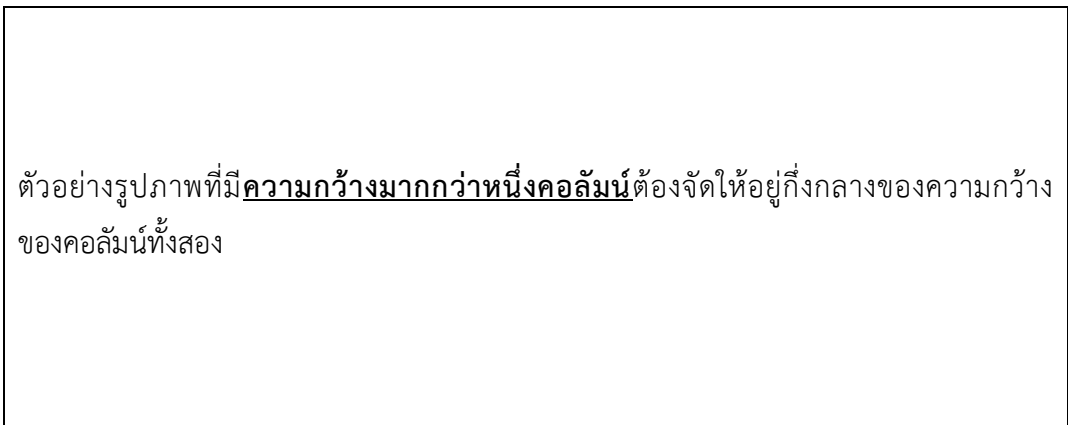 ตัวอย่างรูปภาพที่มีความกว้างมากกว่าหนึ่งคอลัมน์ต้องจัดให้อยู่กึ่งกลางของความกว้าง
ของคอลัมน์ทั้งสอง